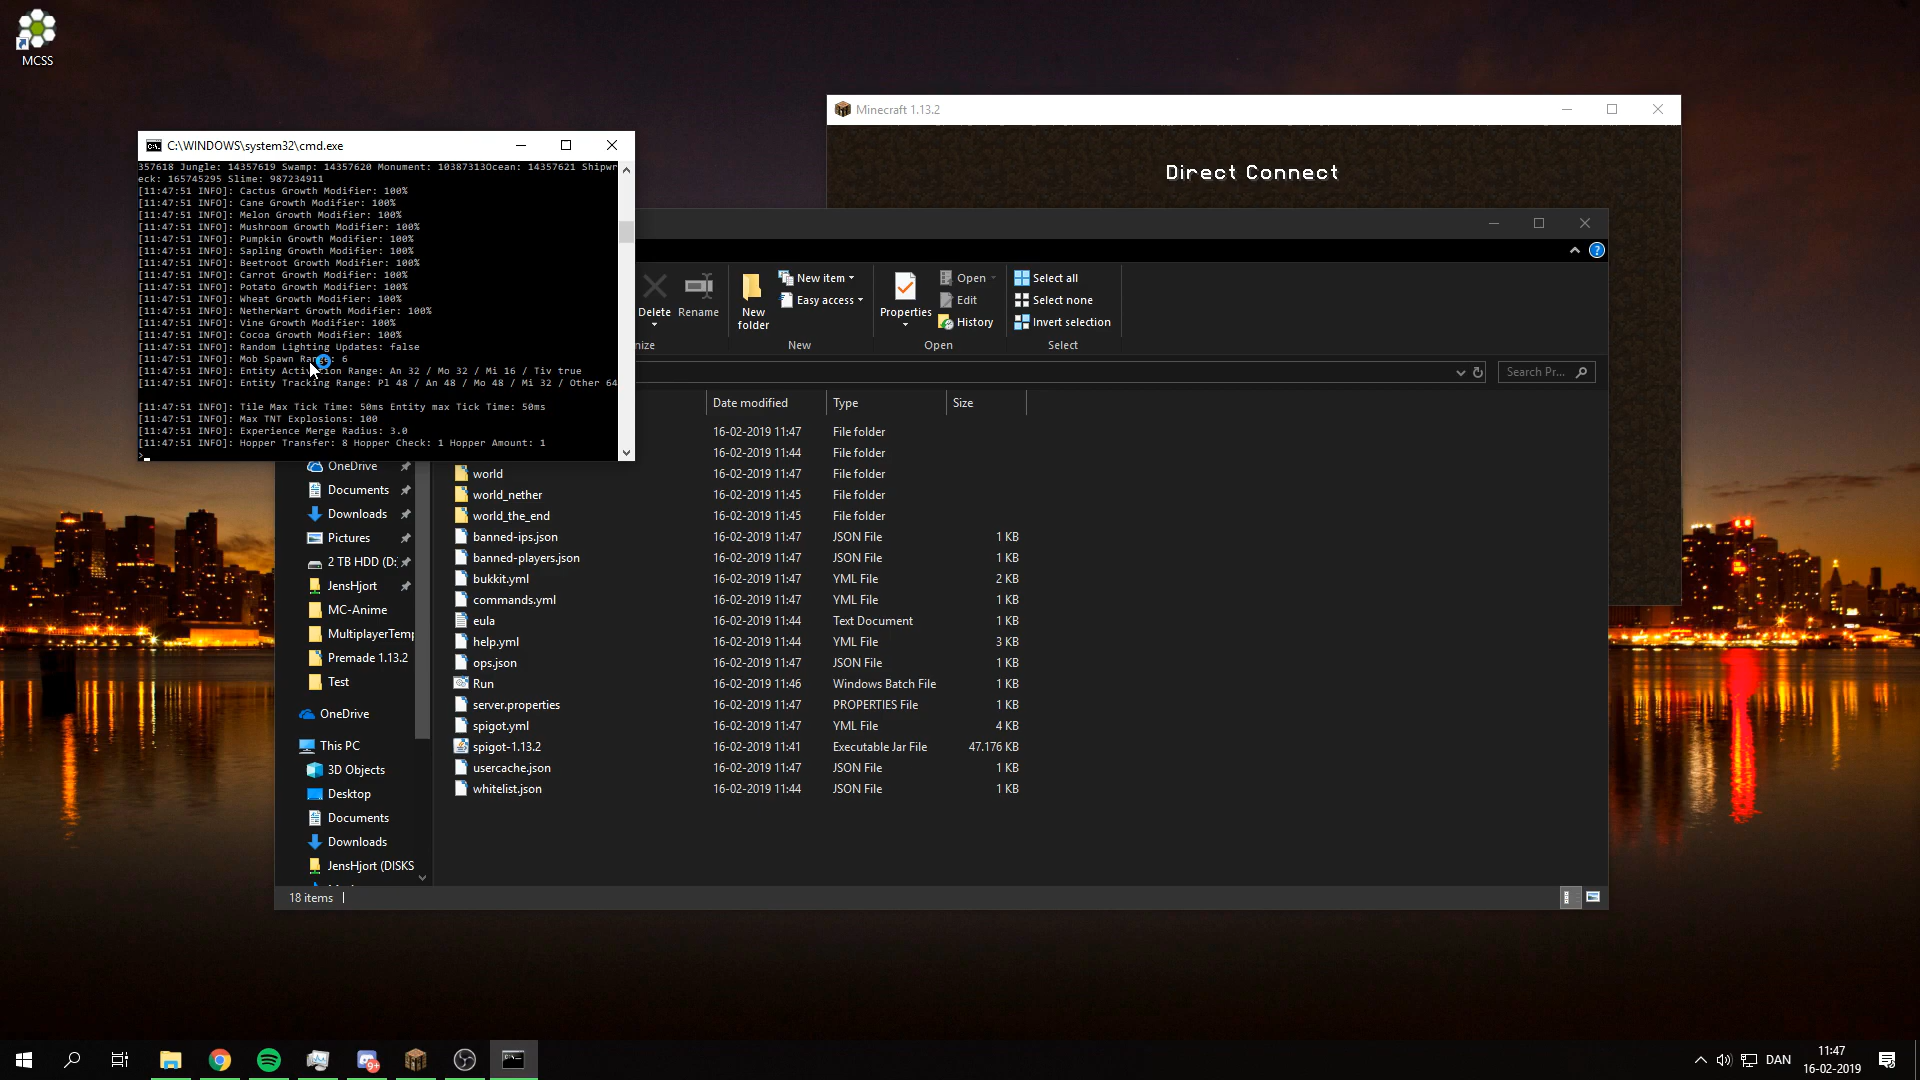 MCSS
Minecraft 1.13.2
Direct Connect
C:\WINDOWS\system32\cmd.exe
357618 Jungle: 14357619 Swamp: 14357620 Monument: 10387313Ocean: 14357621 Shipwr
eck: 165745295 Slime: 987234911
[11:47:51 INFO]: Cactus Growth Modifier: 100%
[11:47:51 INFO]: Cane Growth Modifier: 100%
[11:47:51 INFO]: Melon Growth Modifier: 100%
[11:47:51 INFO]: Mushroom Growth Modifier: 100%
[11:47:51 INFO]: Pumpkin Growth Modifier: 100%
[11:47:51 INFO]: Sapling Growth Modifier: 100%
[11:47:51 INFO]: Beetroot Growth Modifier: 100%
[11:47:51 INFO]: Carrot Growth Modifier: 100%
[11:47:51 INFO]: Potato Growth Modifier: 100%
[11:47:51 INFO]: Wheat Growth Modifier: 100%
[11:47:51 INFO]: NetherWart Growth Modifier: 100%
[11:47:51 INFO]: Vine Growth Modifier: 100%
[11:47:51 INFO]: Cocoa Growth Modifier: 100%
[11:47:51 INFO]: Random Lighting Updates: false
[11:47:51 INFO]: Mob Spawn Range: 6
[11:47:51 INFO]: Entity Activation Range: An 32 / Mo 32 / Mi 16 / Tiv true
[11:47:51 INFO]: Entity Tracking Range: Pl 48 / An 48 / Mo 48 / Mi 32 / Other 64
[11:47:51 INFO]: Tile Max Tick Time: 50ms Entity max Tick Time: 50ms
[11:47:51 INFO]: Max TNT Explosions: 100
[11:47:51 INFO]: Experience Merge Radius: 3.0
[11:47:51 INFO]: Hopper Transfer: 8 Hopper Check: 1 Hopper Amount: 1
>
Delete
Rename
New folder
New item
Easy access
Properties
Open
Edit
History
Select all
Select none
Invert selection
nize
New
Open
Select
Search Pr...
Date modified Type Size
16-02-2019 11:47 File folder
16-02-2019 11:44 File folder
world 16-02-2019 11:47 File folder
world_nether 16-02-2019 11:45 File folder
world_the_end 16-02-2019 11:45 File folder
banned-ips.json 16-02-2019 11:47 JSON File 1 KB
banned-players.json 16-02-2019 11:47 JSON File 1 KB
bukkit.yml 16-02-2019 11:47 YML File 2 KB
commands.yml 16-02-2019 11:47 YML File 1 KB
eula 16-02-2019 11:44 Text Document 1 KB
help.yml 16-02-2019 11:44 YML File 3 KB
ops.json 16-02-2019 11:47 JSON File 1 KB
Run 16-02-2019 11:46 Windows Batch File 1 KB
server.properties 16-02-2019 11:47 PROPERTIES File 1 KB
spigot.yml 16-02-2019 11:47 YML File 4 KB
spigot-1.13.2 16-02-2019 11:41 Executable Jar File 47.176 KB
usercache.json 16-02-2019 11:47 JSON File 1 KB
whitelist.json 16-02-2019 11:44 JSON File 1 KB
OneDrive
Documents
Downloads
Pictures
2 TB HDD (D:
JensHjort
MC-Anime
MultiplayerTemp
Premade 1.13.2
Test
OneDrive
This PC
3D Objects
Desktop
Documents
Downloads
JensHjort (DISKS
18 items
9+
DAN
11:47
16-02-2019